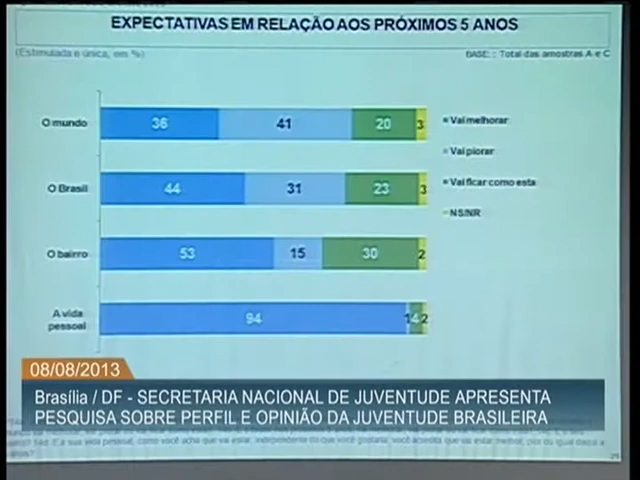 EXPECTATIVAS EM RELAÇÃO AOS PRÓXIMOS 5 ANOS
(Estimulada e única, em %)
BASE: : Total das amostras A e C
O mundo 36 41 20 3
Vai melhorar
Vai piorar
O Brasil 44 31 23 3
Vai ficar como esta
NS/NR
O bairro 53 15 30 2
A vida pessoal 94 1 4 2
08/08/2013
Brasília / DF - SECRETARIA NACIONAL DE JUVENTUDE APRESENTA
PESQUISA SOBRE PERFIL E OPINIÃO DA JUVENTUDE BRASILEIRA